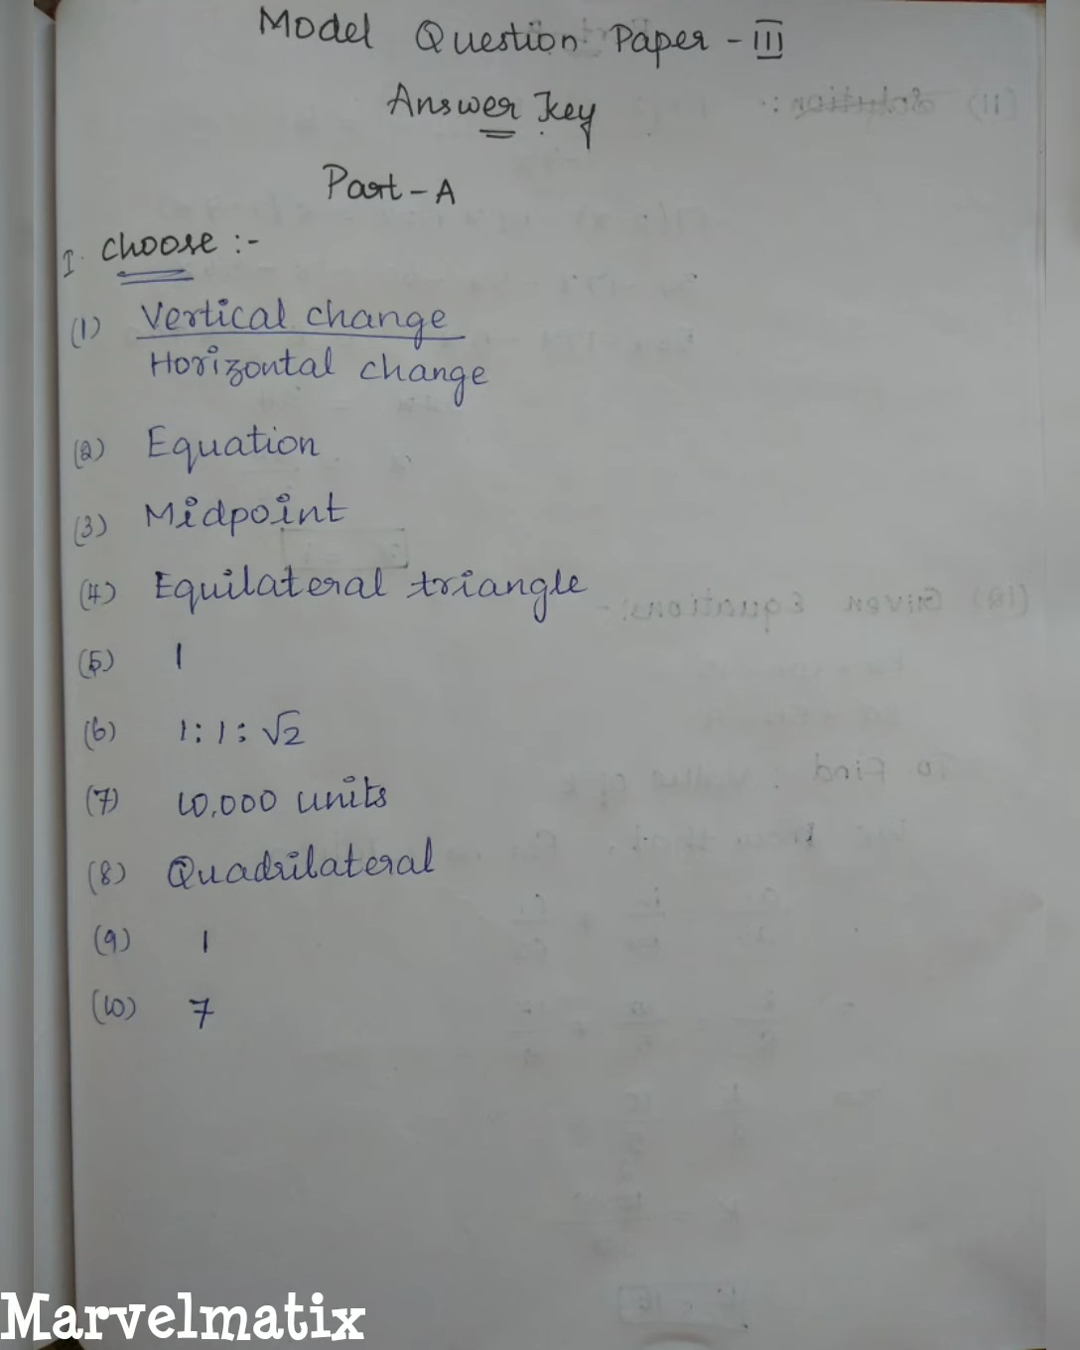 Model Question Paper - III
Answer Key
Part - A
I. Choose :-
(1) Vertical change
Horizontal change
(2) Equation
(3) Midpoint
(4) Equilateral triangle
(5) 1
(6) 1 : 1 : √2
(7) 10,000 units
(8) Quadrilateral
(9) 1
(10) 7
Marvelmatix